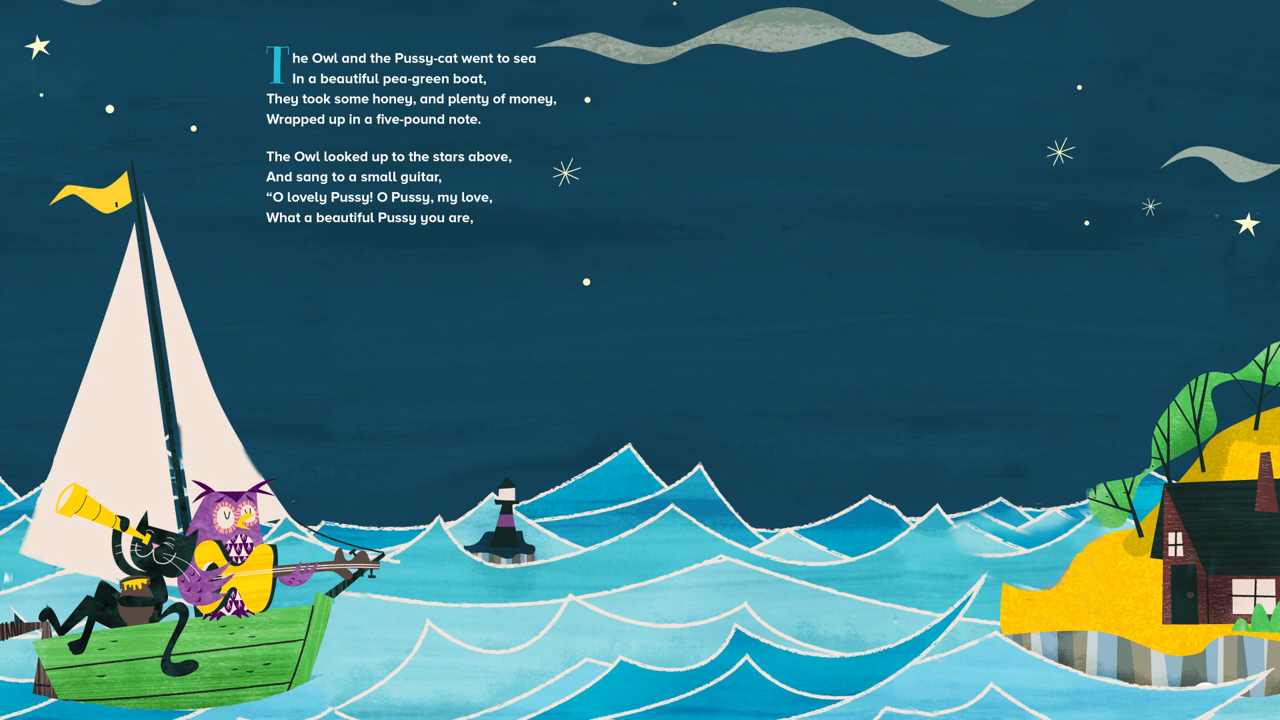 The Owl and the Pussy-cat went to sea
In a beautiful pea-green boat,
They took some honey, and plenty of money,
Wrapped up in a five-pound note.
The Owl looked up to the stars above,
And sang to a small guitar,
“O lovely Pussy! O Pussy, my love,
What a beautiful Pussy you are,